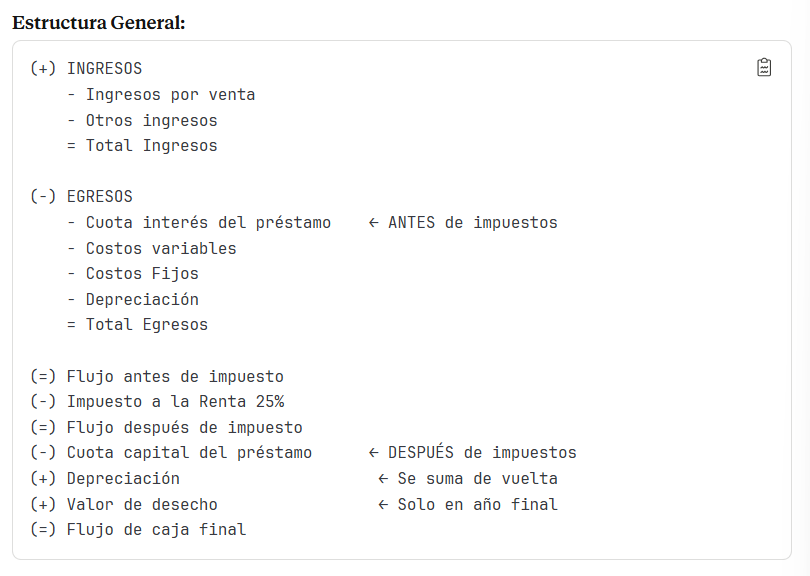 Estructura General:
(+) INGRESOS
- Ingresos por venta
- Otros ingresos
= Total Ingresos
(-) EGRESOS
- Cuota interés del préstamo ← ANTES de impuestos
- Costos variables
- Costos Fijos
- Depreciación
= Total Egresos
(=) Flujo antes de impuesto
(-) Impuesto a la Renta 25%
(=) Flujo después de impuesto
(-) Cuota capital del préstamo ← DESPUÉS de impuestos
(+) Depreciación ← Se suma de vuelta
(+) Valor de desecho ← Solo en año final
(=) Flujo de caja final